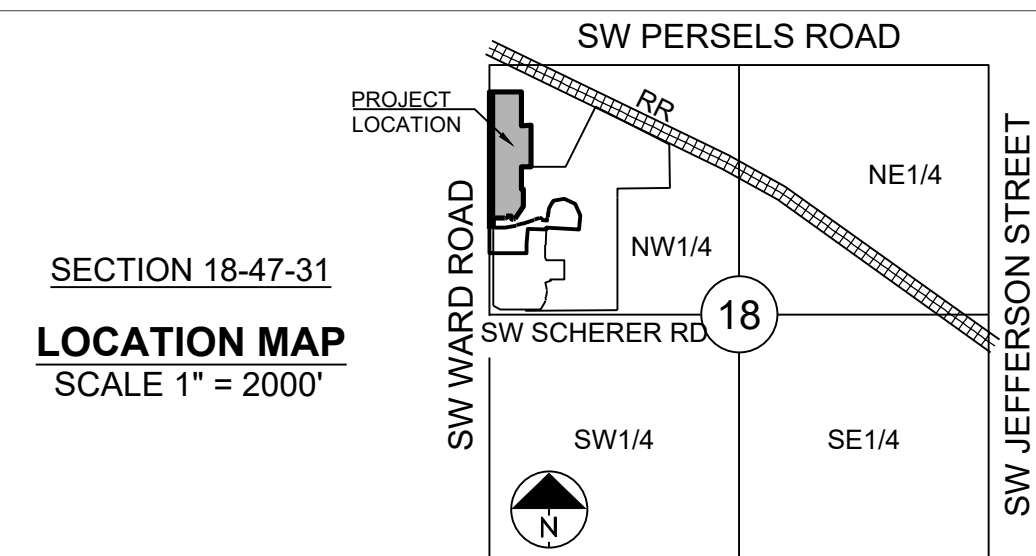 SW PERSELS ROAD
PROJECT
LOCATION
RR
NE1/4
SW JEFFERSON STREET
SW WARD ROAD
NW1/4
SECTION 18-47-31
LOCATION MAP
SCALE 1" = 2000'
SW SCHERER RD
18
SW1/4
SE1/4
N